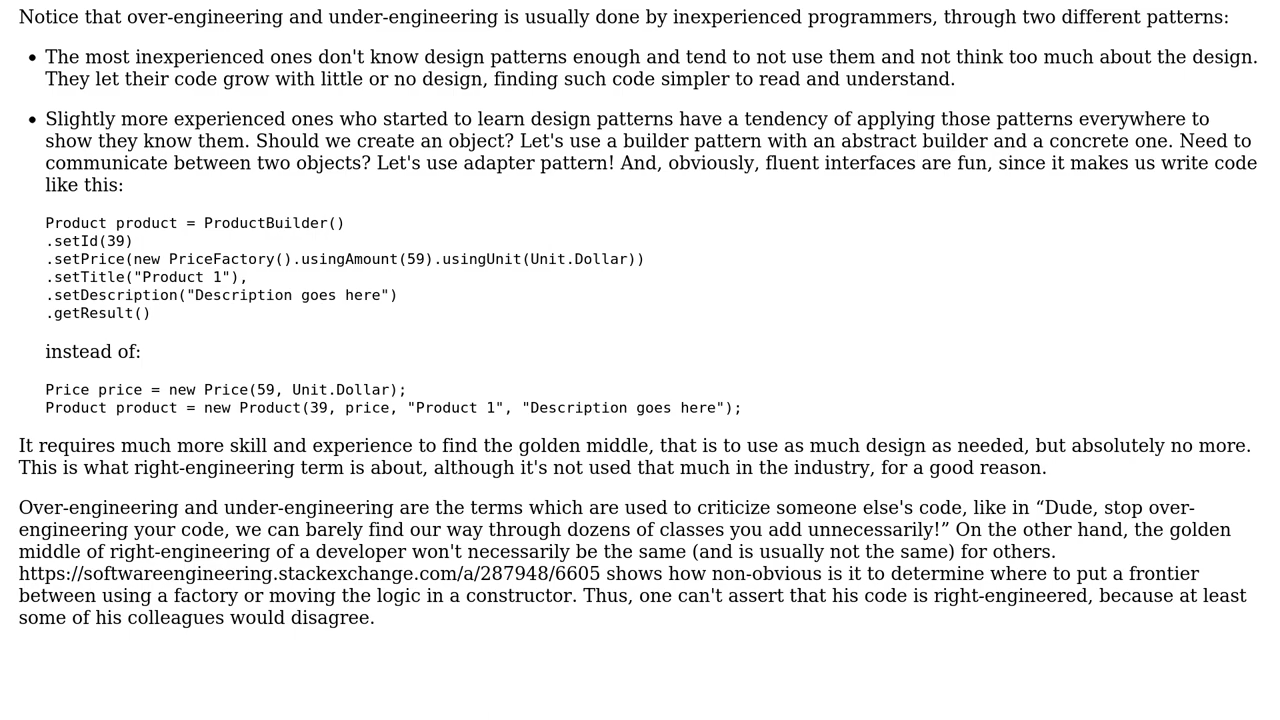 Notice that over-engineering and under-engineering is usually done by inexperienced programmers, through two different patterns:
• The most inexperienced ones don't know design patterns enough and tend to not use them and not think too much about the design.
They let their code grow with little or no design, finding such code simpler to read and understand.
• Slightly more experienced ones who started to learn design patterns have a tendency of applying those patterns everywhere to
show they know them. Should we create an object? Let's use a builder pattern with an abstract builder and a concrete one. Need to
communicate between two objects? Let's use adapter pattern! And, obviously, fluent interfaces are fun, since it makes us write code
like this:
Product product = ProductBuilder()
.setId(39)
.setPrice(new PriceFactory().usingAmount(59).usingUnit(Unit.Dollar))
.setTitle("Product 1"),
.setDescription("Description goes here")
.getResult()
instead of:
Price price = new Price(59, Unit.Dollar);
Product product = new Product(39, price, "Product 1", "Description goes here");
It requires much more skill and experience to find the golden middle, that is to use as much design as needed, but absolutely no more.
This is what right-engineering term is about, although it's not used that much in the industry, for a good reason.
Over-engineering and under-engineering are the terms which are used to criticize someone else's code, like in “Dude, stop over-
engineering your code, we can barely find our way through dozens of classes you add unnecessarily!” On the other hand, the golden
middle of right-engineering of a developer won't necessarily be the same (and is usually not the same) for others.
https://softwareengineering.stackexchange.com/a/287948/6605 shows how non-obvious is it to determine where to put a frontier
between using a factory or moving the logic in a constructor. Thus, one can't assert that his code is right-engineered, because at least
some of his colleagues would disagree.